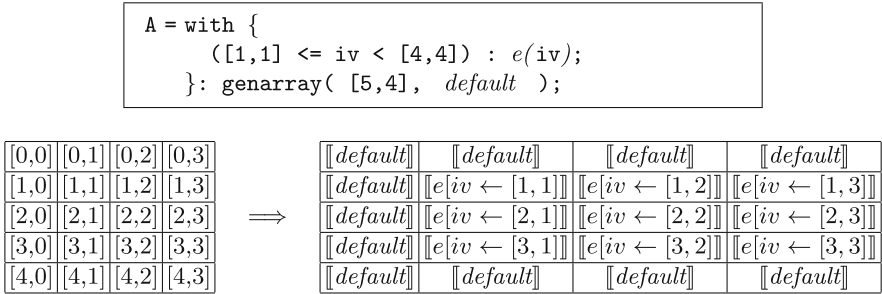 A = with {
([1,1] <= iv < [4,4]) : e(iv);
}: genarray( [5,4], default );
[0,0] [0,1] [0,2] [0,3] ⟦default⟧ ⟦default⟧ ⟦default⟧ ⟦default⟧
[1,0] [1,1] [1,2] [1,3] ⟦default⟧ ⟦e[iv ← [1, 1]⟧ ⟦e[iv ← [1, 2]⟧ ⟦e[iv ← [1, 3]⟧
[2,0] [2,1] [2,2] [2,3] ⟹ ⟦default⟧ ⟦e[iv ← [2, 1]⟧ ⟦e[iv ← [2, 2]⟧ ⟦e[iv ← [2, 3]⟧
[3,0] [3,1] [3,2] [3,3] ⟦default⟧ ⟦e[iv ← [3, 1]⟧ ⟦e[iv ← [3, 2]⟧ ⟦e[iv ← [3, 3]⟧
[4,0] [4,1] [4,2] [4,3] ⟦default⟧ ⟦default⟧ ⟦default⟧ ⟦default⟧